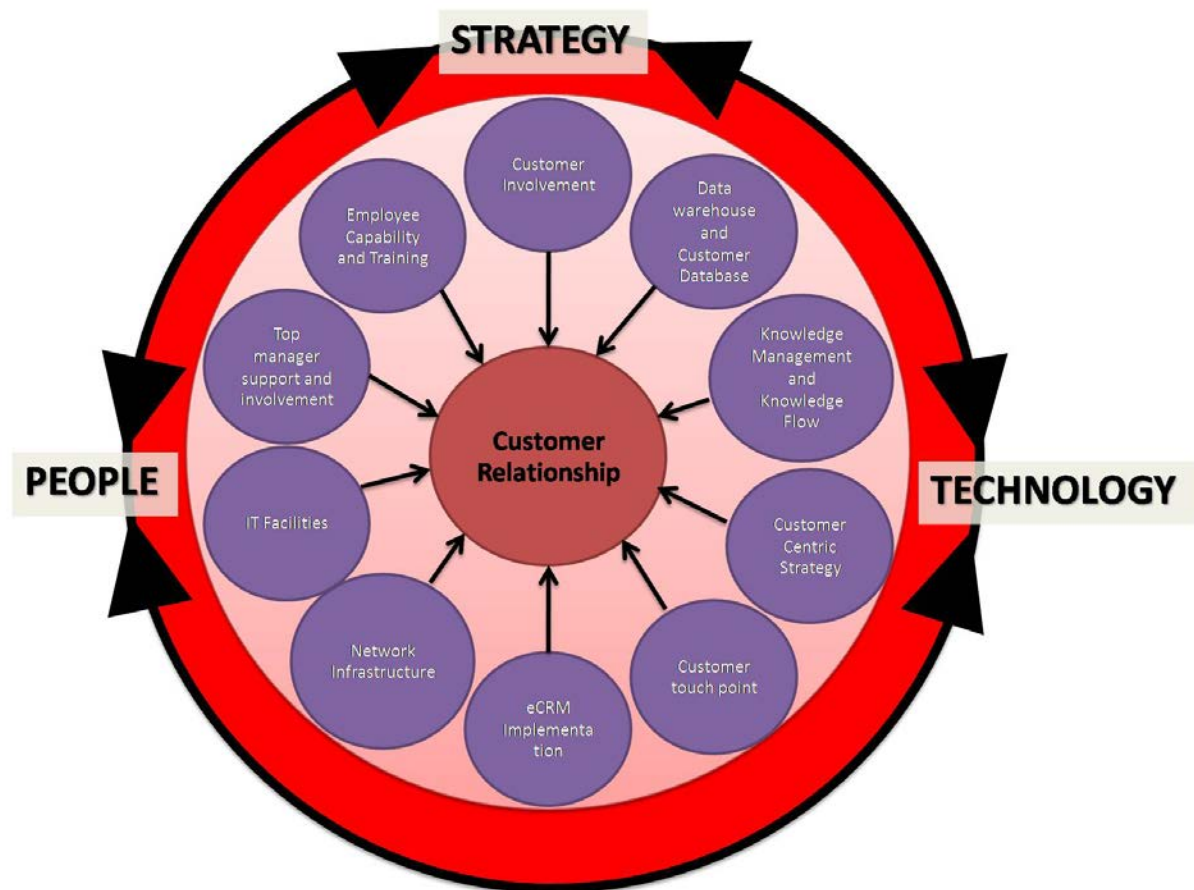 STRATEGY
Customer
Involvement
Data
warehouse
and
Customer
Database
Employee
Capability
and Training
Knowledge
Management
and
Knowledge
Flow
Top
manager
support and
involvement
Customer
Relationship
PEOPLE
TECHNOLOGY
IT Facilities
Customer
Centric
Strategy
Network
Infrastructure
Customer
touch point
eCRM
Implementa
tion